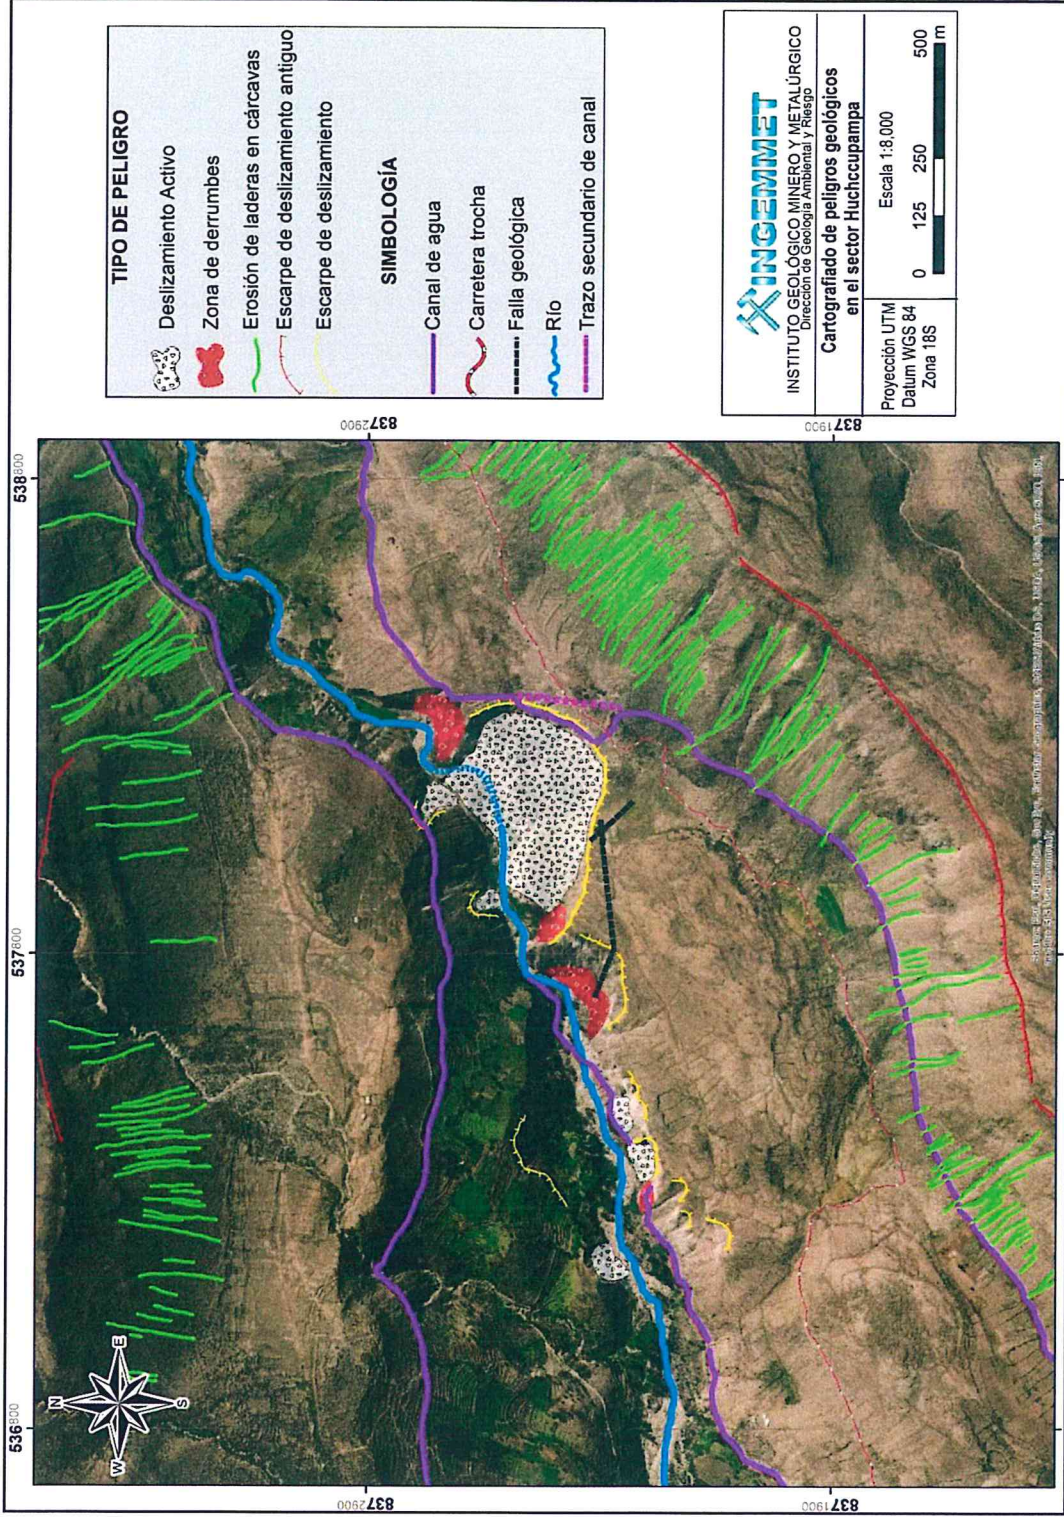 TIPO DE PELIGRO
Deslizamiento Activo
Zona de derrumbes
Erosión de laderas en cárcavas
Escarpe de deslizamiento antiguo
Escarpe de deslizamiento
SIMBOLOGÍA
Canal de agua
Carretera trocha
Falla geológica
Río
Trazo secundario de canal
INGEMMET
INSTITUTO GEOLÓGICO MINERO Y METALÚRGICO
Dirección de Geología Ambiental y Riesgo
Cartografiado de peligros geológicos
en el sector Huchccupampa
Proyección UTM
Datum WGS 84
Zona 18S
Escala 1:8,000
0 125 250 500 m
536800
537800
538800
8372900
8371900
8372900
8371900
N
E
S
W